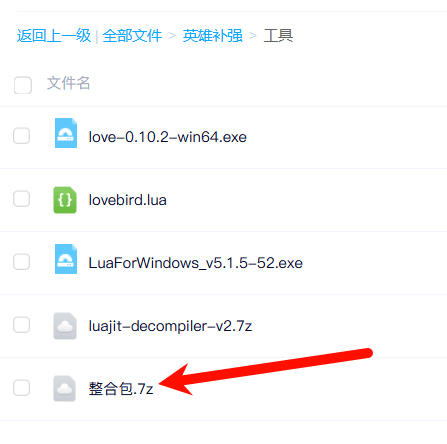 返回上一级 | 全部文件 > 英雄补强 > 工具
文件名
love-0.10.2-win64.exe
lovebird.lua
LuaForWindows_v5.1.5-52.exe
luajit-decompiler-v2.7z
整合包.7z